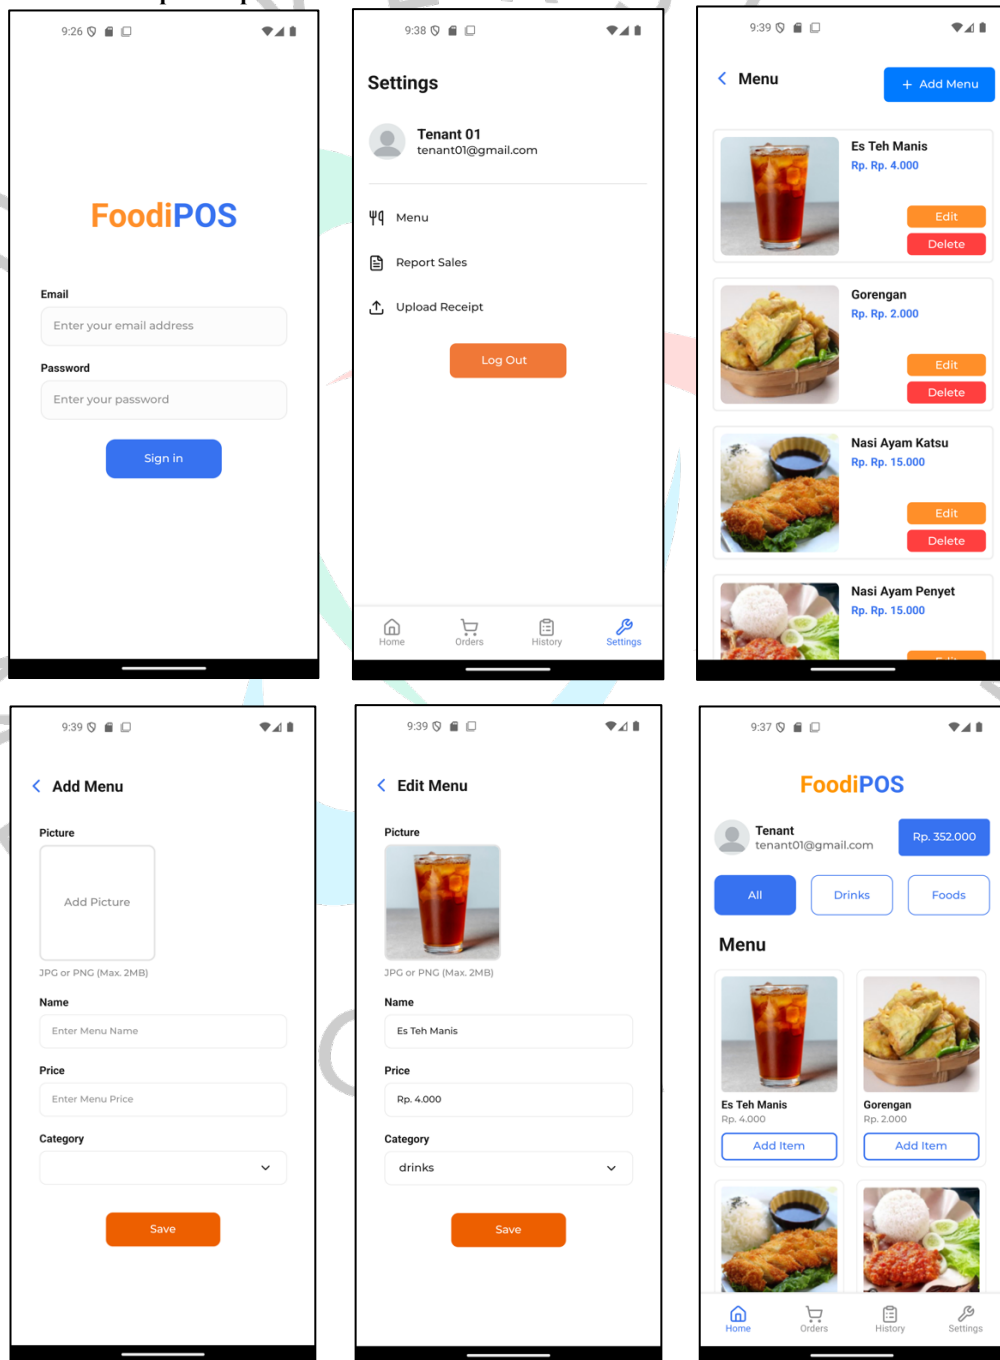 9:26
FoodiPOS
Email
Enter your email address
Password
Enter your password
Sign in
9:38
Settings
Tenant 01
tenant01@gmail.com
Menu
Report Sales
Upload Receipt
Log Out
Home Orders History Settings
9:39
Menu
+ Add Menu
Es Teh Manis
Rp. Rp. 4.000
Edit
Delete
Gorengan
Rp. Rp. 2.000
Edit
Delete
Nasi Ayam Katsu
Rp. Rp. 15.000
Edit
Delete
Nasi Ayam Penyet
Rp. Rp. 15.000
Edit
9:39
Add Menu
Picture
Add Picture
JPG or PNG (Max. 2MB)
Name
Enter Menu Name
Price
Enter Menu Price
Category
Save
9:39
Edit Menu
Picture
JPG or PNG (Max. 2MB)
Name
Es Teh Manis
Price
Rp. 4.000
Category
drinks
Save
9:37
FoodiPOS
Tenant
tenant01@gmail.com
Rp. 352.000
All Drinks Foods
Menu
Es Teh Manis
Rp. 4.000
Add Item
Gorengan
Rp. 2.000
Add Item
Home Orders History Settings